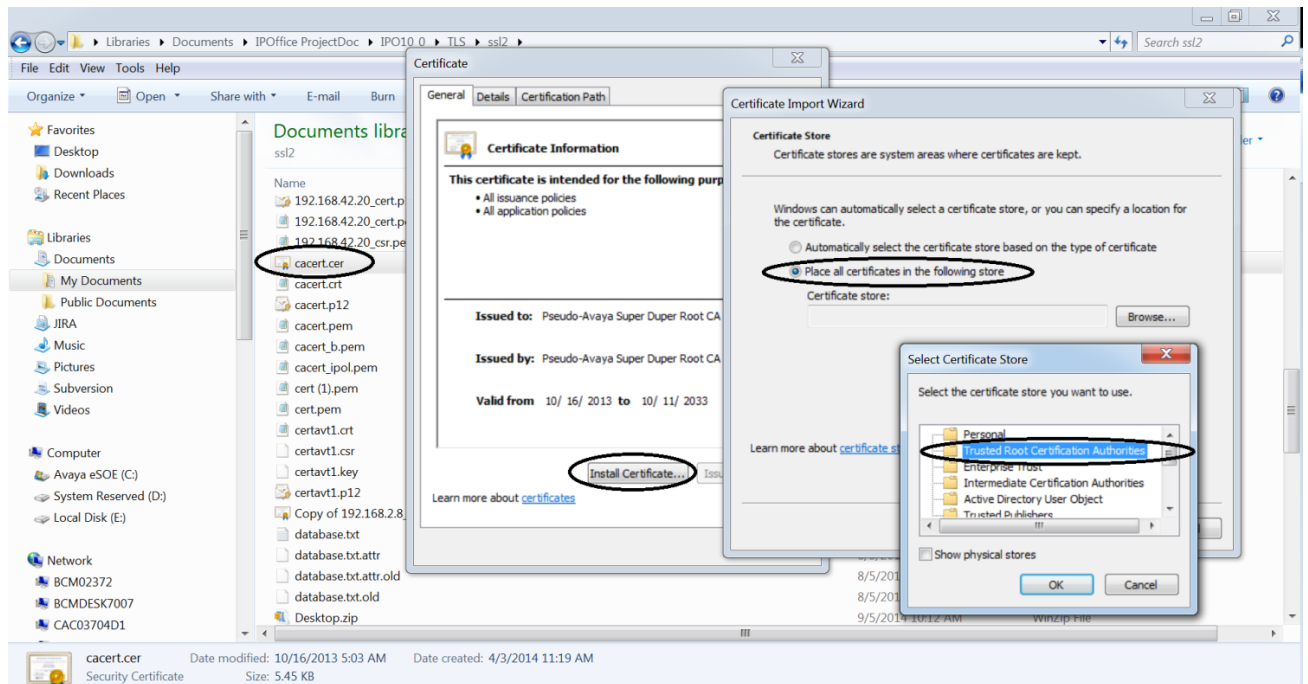 Libraries ▸ Documents ▸ IPOffice ProjectDoc ▸ IPO10_0 ▸ TLS ▸ ssl2 ▸
Search ssl2
File Edit View Tools Help
Organize Open Share with E-mail Burn
Favorites
Desktop
Downloads
Recent Places
Libraries
Documents
My Documents
Public Documents
JIRA
Music
Pictures
Subversion
Videos
Computer
Avaya eSOE (C:)
System Reserved (D:)
Local Disk (E:)
Network
BCM02372
BCMDESK7007
CAC03704D1
Documents libra
ssl2
Name
192.168.42.20_cert.p
192.168.42.20_cert.p
192.168.42.20_csr.pe
cacert.cer
cacert.crt
cacert.p12
cacert.pem
cacert_b.pem
cacert_ipol.pem
cert (1).pem
cert.pem
certavt1.crt
certavt1.csr
certavt1.key
certavt1.p12
Copy of 192.168.2.8_
database.txt
database.txt.attr
database.txt.attr.old
8/5/201
database.txt.old
8/5/201
Desktop.zip
9/5/2014 10:12 AM WinZip File
Certificate
General Details Certification Path
Certificate Information
This certificate is intended for the following purp
• All issuance policies
• All application policies
Issued to: Pseudo-Avaya Super Duper Root CA
Issued by: Pseudo-Avaya Super Duper Root CA
Valid from 10/ 16/ 2013 to 10/ 11/ 2033
Install Certificate... Issu
Learn more about certificates
Certificate Import Wizard
Certificate Store
Certificate stores are system areas where certificates are kept.
Windows can automatically select a certificate store, or you can specify a location for
the certificate.
Automatically select the certificate store based on the type of certificate
Place all certificates in the following store
Certificate store:
Browse...
Learn more about certificate st
Select Certificate Store
Select the certificate store you want to use.
Personal
Trusted Root Certification Authorities
Enterprise Trust
Intermediate Certification Authorities
Active Directory User Object
Trusted Publishers
Show physical stores
OK Cancel
cacert.cer Date modified: 10/16/2013 5:03 AM Date created: 4/3/2014 11:19 AM
Security Certificate Size: 5.45 KB